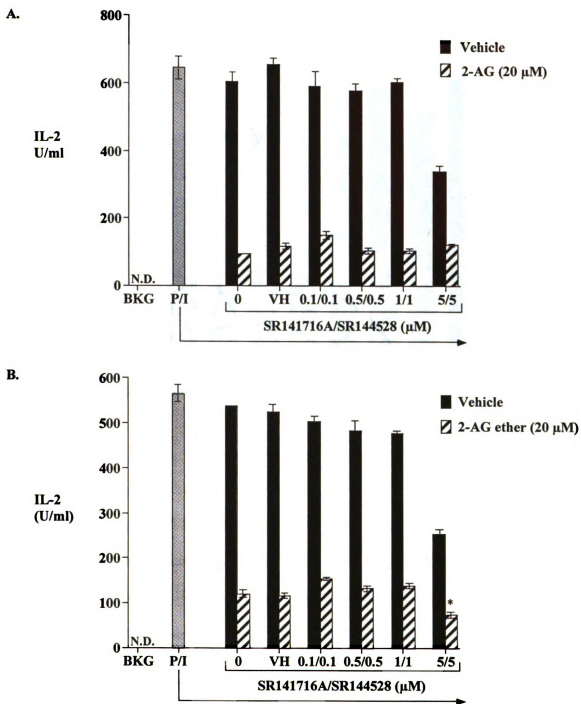 A.
800
600
400
200
0
IL-2
U/ml
Vehicle
2-AG (20 μM)
N.D.
BKG P/I 0 VH 0.1/0.1 0.5/0.5 1/1 5/5
SR141716A/SR144528 (μM)
B.
600
500
400
300
200
100
0
IL-2
(U/ml)
Vehicle
2-AG ether (20 μM)
*
N.D.
BKG P/I 0 VH 0.1/0.1 0.5/0.5 1/1 5/5
SR141716A/SR144528 (μM)